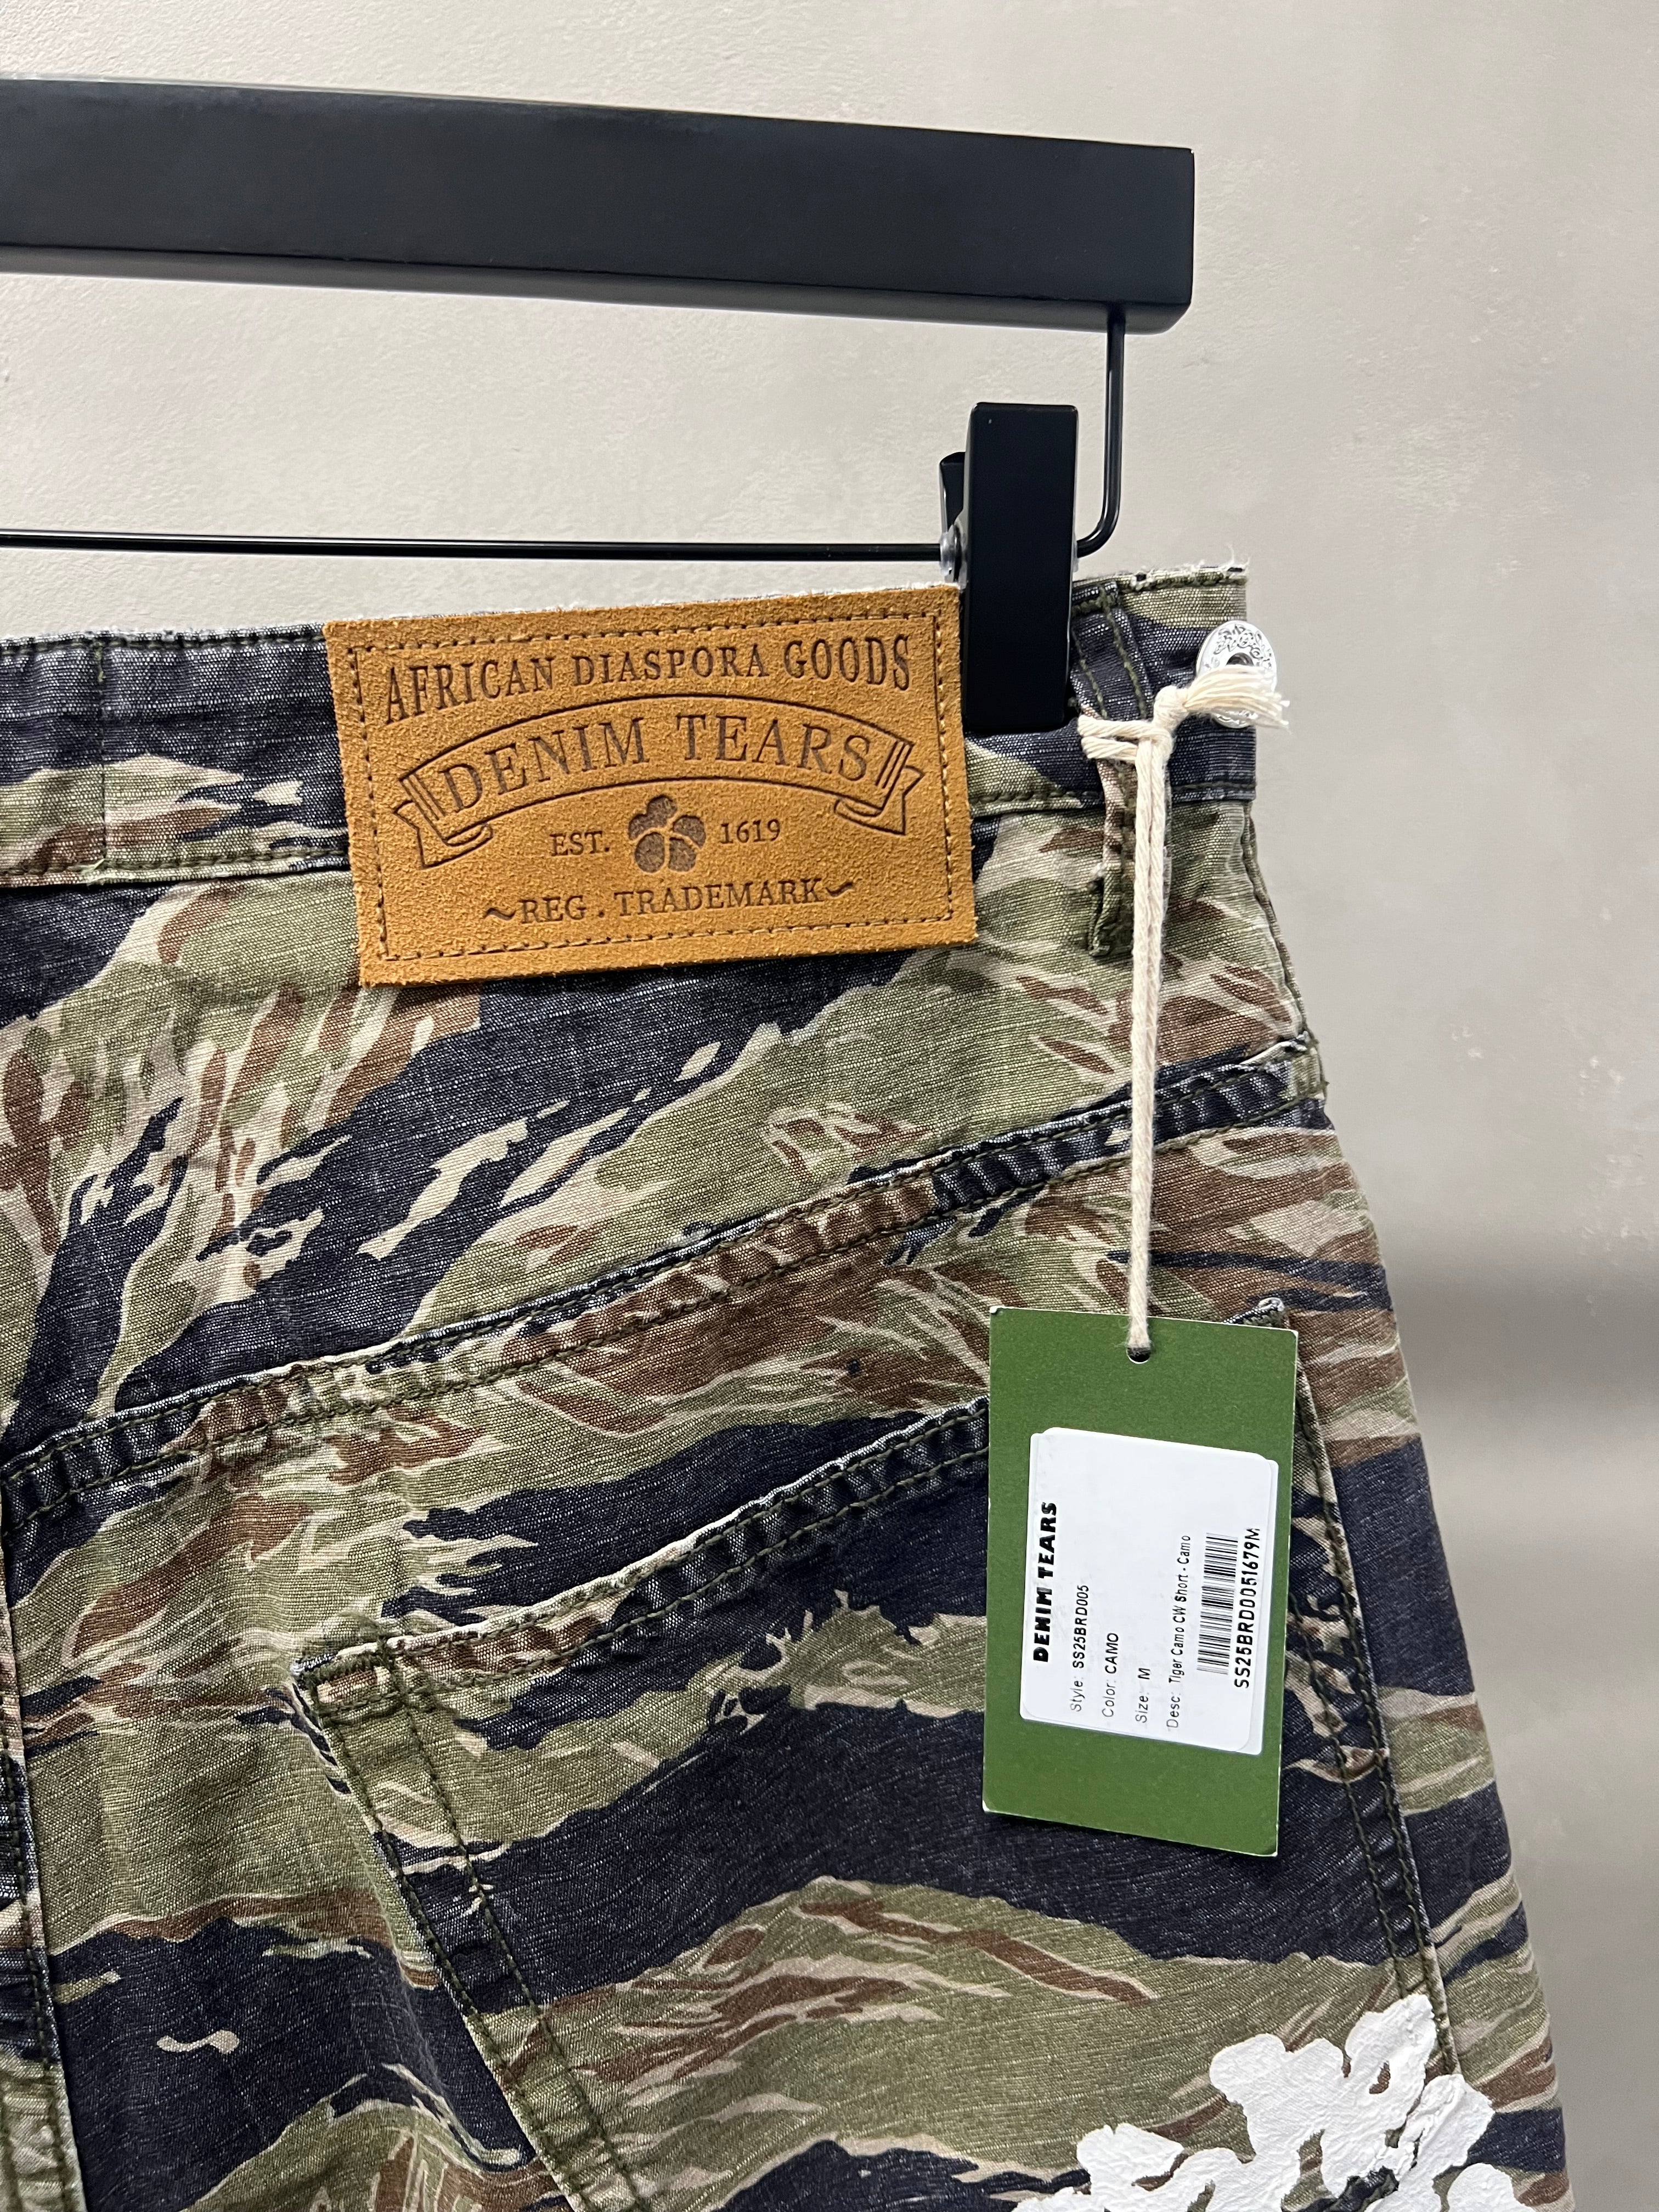 AFRICAN DIASPORA GOODS
DENIM TEARS
EST. 1619
~REG. TRADEMARK~
DENIM TEARS
Style: SS25BRD005
Color: CAMO
Size: M
Desc: Tiger Camo CW Short - Camo
SS25BRD0051679M